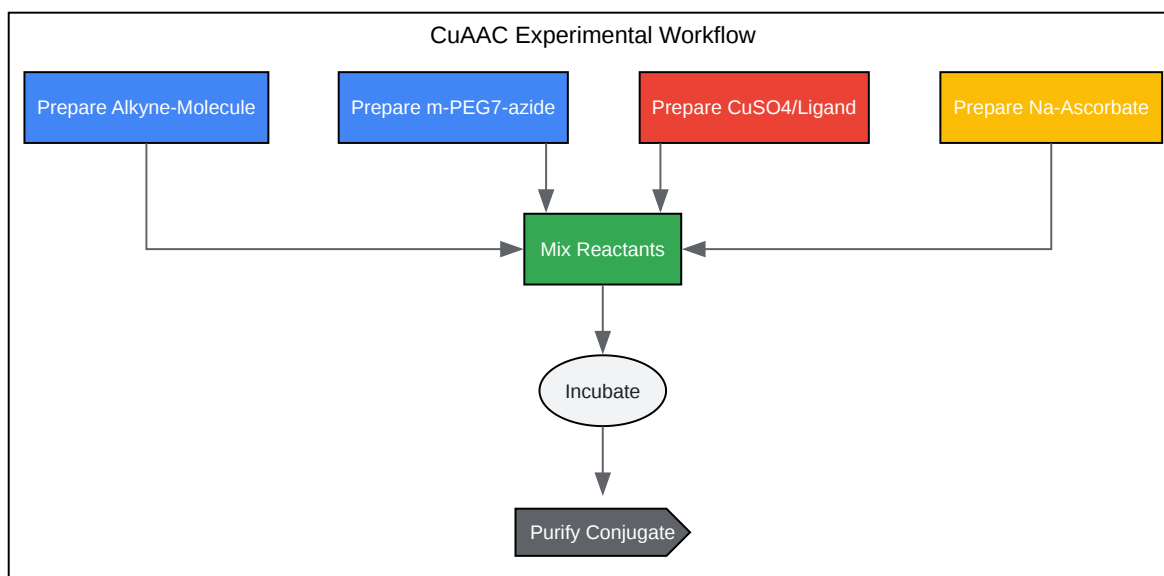 CuAAC Experimental Workflow
Prepare Alkyne-Molecule
Prepare m-PEG7-azide
Prepare CuSO4/Ligand
Prepare Na-Ascorbate
Mix Reactants
Incubate
Purify Conjugate